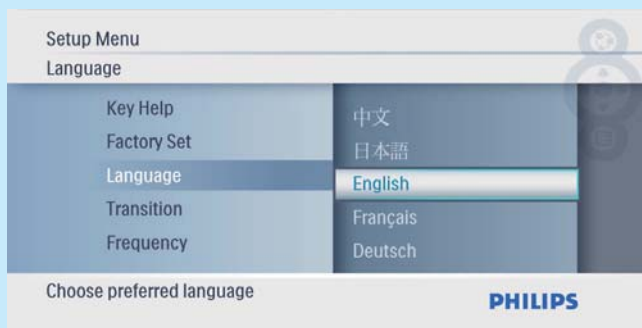 Setup Menu
Language
Key Help
Factory Set
Language
Transition
Frequency
中文
日本語
English
Français
Deutsch
Choose preferred language
PHILIPS